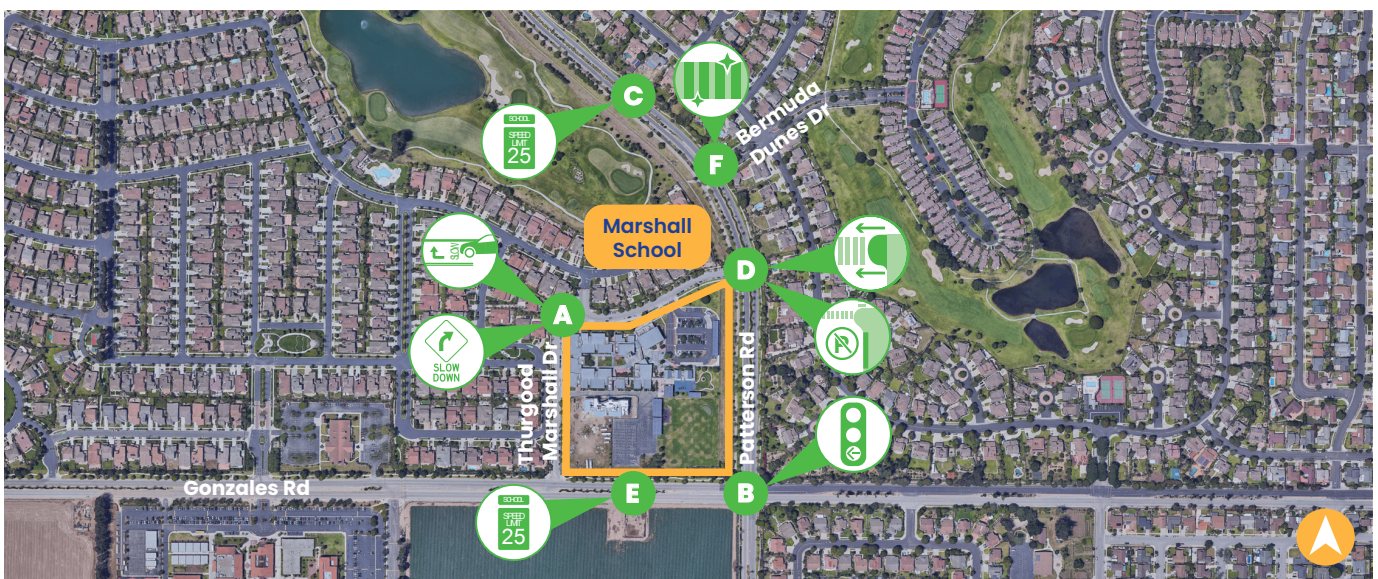 C
F
SCHOOL
SPEED
LIMIT
25
Bermuda
Dunes Dr
Marshall
School
SLOW
D
A
P
SLOW
DOWN
Thurgood
Marshall Dr
Patterson Rd
Gonzales Rd
E
B
SCHOOL
SPEED
LIMIT
25